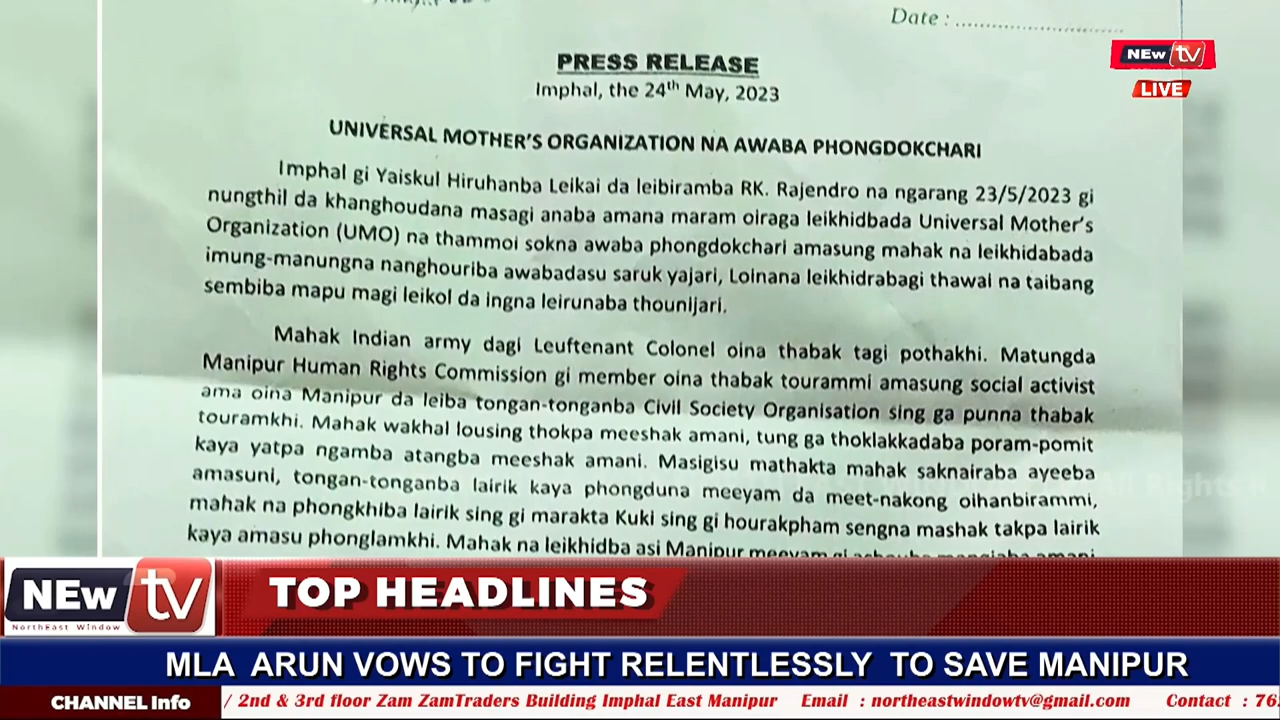 Date : ................................
NEw tv
LIVE
PRESS RELEASE
Imphal, the 24th May, 2023
UNIVERSAL MOTHER'S ORGANIZATION NA AWABA PHONGDOKCHARI
Imphal gi Yaiskul Hiruhanba Leikai da leibiramba RK. Rajendro na ngarang 23/5/2023 gi
nungthil da khanghoudana masagi anaba amana maram oiraga leikhidbada Universal Mother's
Organization (UMO) na thammoi sokna awaba phongdokchari amasung mahak na leikhidabada
imung-manungna nanghouriba awabadasu saruk yajari, Loinana leikhidrabagi thawai na taibang
sembiba mapu magi leikol da ingna leirunaba thounijari.
Mahak Indian army dagi Leuftenant Colonel oina thabak tagi pothakhi. Matungda
Manipur Human Rights Commission gi member oina thabak tourammi amasung social activist
ama oina Manipur da leiba tongan-tonganba Civil Society Organisation sing ga punna thabak
touramkhi. Mahak wakhal lousing thokpa meeshak amani, tung ga thoklakkadaba poram-pomit
kaya yatpa ngamba atangba meeshak amani. Masigisu mathakta mahak saknairaba ayeeba
amasuni, tongan-tonganba lairik kaya phongduna meeyam da meet-nakong oihanbirammi,
mahak na phongkhiba lairik sing gi marakta Kuki sing gi hourakpham sengna mashak takpa lairik
kaya amasu phonglamkhi. Mahak na leikhidba asi Manipur meeyam gi
All Rights
NEw tv
NorthEast Window
TOP HEADLINES
MLA ARUN VOWS TO FIGHT RELENTLESSLY TO SAVE MANIPUR
CHANNEL Info
/ 2nd & 3rd floor Zam ZamTraders Building Imphal East Manipur Email : northeastwindowtv@gmail.com Contact : 76